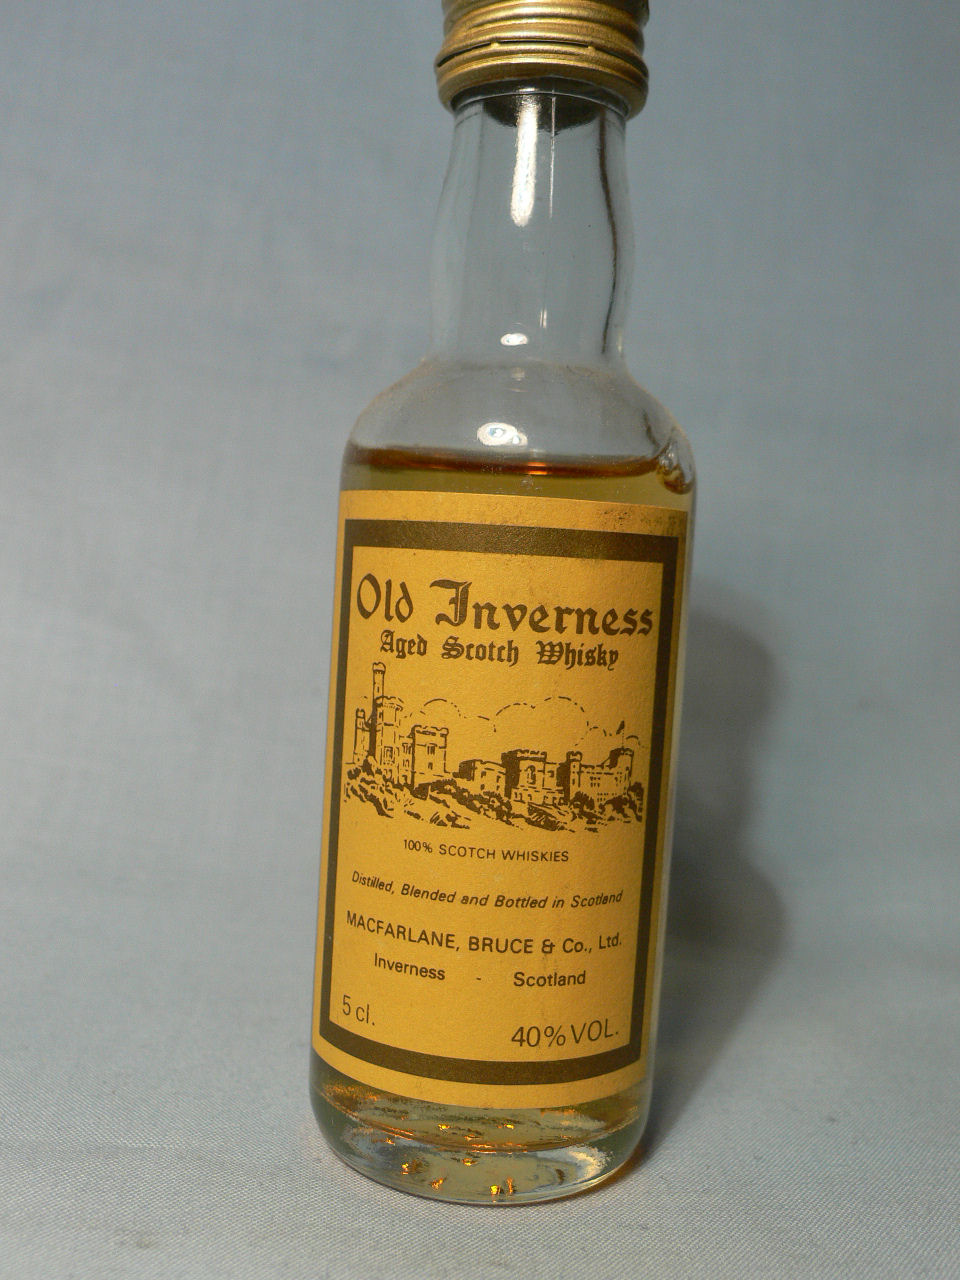 Old Inverness
Aged Scotch Whisky
100% SCOTCH WHISKIES
Distilled, Blended and Bottled in Scotland
MACFARLANE, BRUCE & Co., Ltd.
Inverness - Scotland
5 cl.
40% VOL.